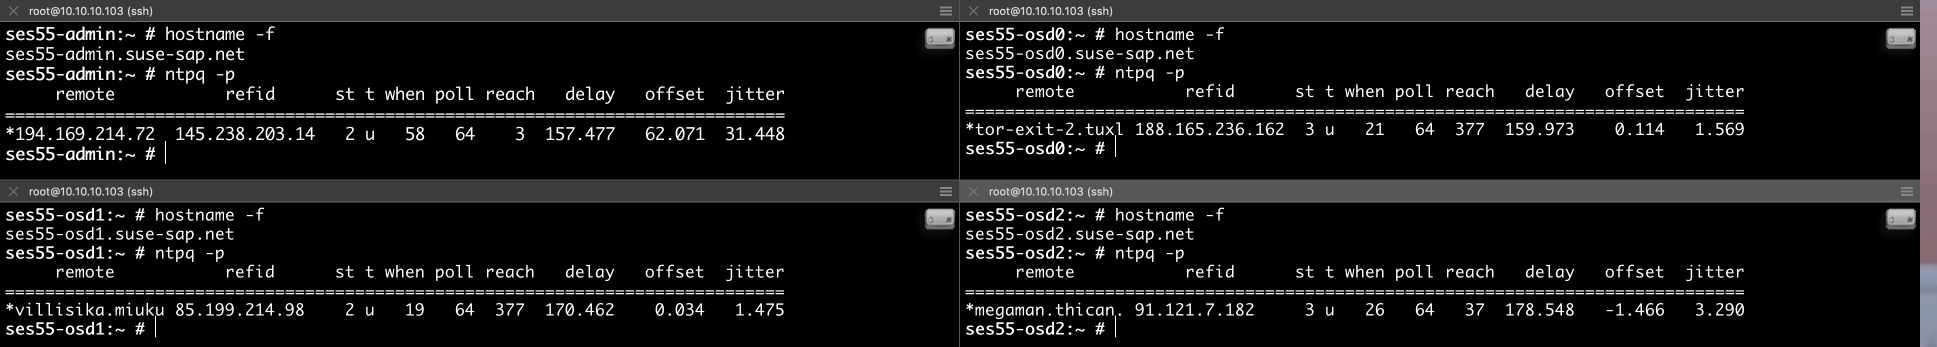 root@10.10.10.103 (ssh)
ses55-admin:~ # hostname -f
ses55-admin.suse-sap.net
ses55-admin:~ # ntpq -p
     remote           refid      st t when poll reach   delay   offset  jitter
==============================================================================
*194.169.214.72  145.238.203.14   2 u   58   64    3  157.477   62.071  31.448
ses55-admin:~ #
root@10.10.10.103 (ssh)
ses55-osd0:~ # hostname -f
ses55-osd0.suse-sap.net
ses55-osd0:~ # ntpq -p
     remote           refid      st t when poll reach   delay   offset  jitter
==============================================================================
*tor-exit-2.tuxl 188.165.236.162  3 u   21   64  377  159.973    0.114   1.569
ses55-osd0:~ #
root@10.10.10.103 (ssh)
ses55-osd1:~ # hostname -f
ses55-osd1.suse-sap.net
ses55-osd1:~ # ntpq -p
     remote           refid      st t when poll reach   delay   offset  jitter
==============================================================================
*villisika.miuku 85.199.214.98    2 u   19   64  377  170.462    0.034   1.475
ses55-osd1:~ #
root@10.10.10.103 (ssh)
ses55-osd2:~ # hostname -f
ses55-osd2.suse-sap.net
ses55-osd2:~ # ntpq -p
     remote           refid      st t when poll reach   delay   offset  jitter
==============================================================================
*megaman.thican. 91.121.7.182     3 u   26   64   37  178.548   -1.466   3.290
ses55-osd2:~ #